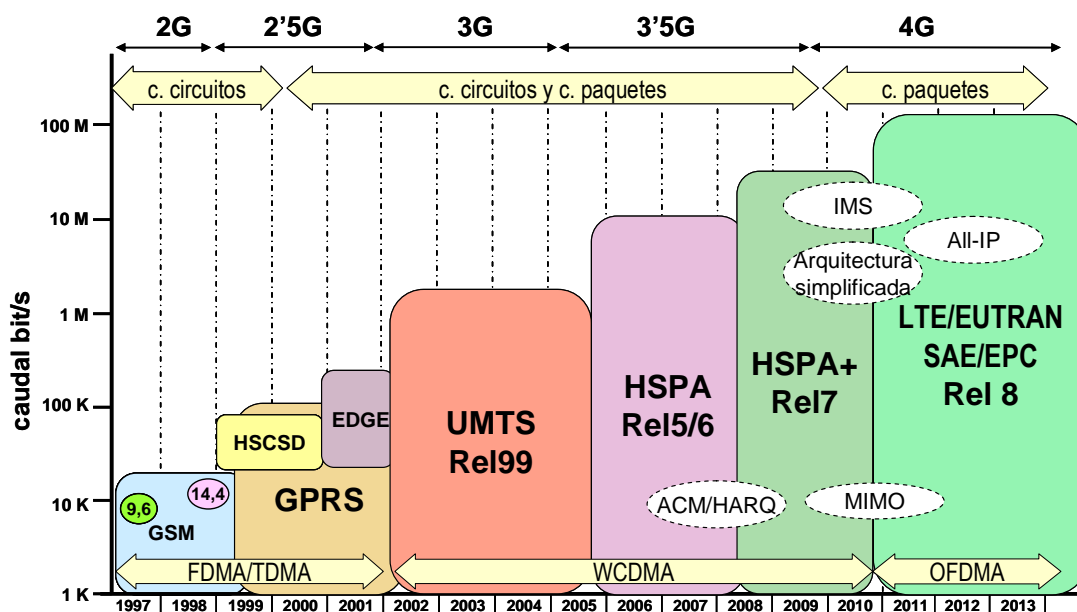 2G 2'5G 3G 3'5G 4G
c. circuitos c. circuitos y c. paquetes c. paquetes
100 M
10 M
1 M
100 K
10 K
1 K
caudal bit/s
9,6
14,4
GSM
HSCSD
GPRS
EDGE
UMTS
Rel99
HSPA
Rel5/6
ACM/HARQ
HSPA+
Rel7
IMS
Arquitectura
simplificada
All-IP
LTE/EUTRAN
SAE/EPC
Rel 8
MIMO
FDMA/TDMA WCDMA OFDMA
1997 1998 1999 2000 2001 2002 2003 2004 2005 2006 2007 2008 2009 2010 2011 2012 2013